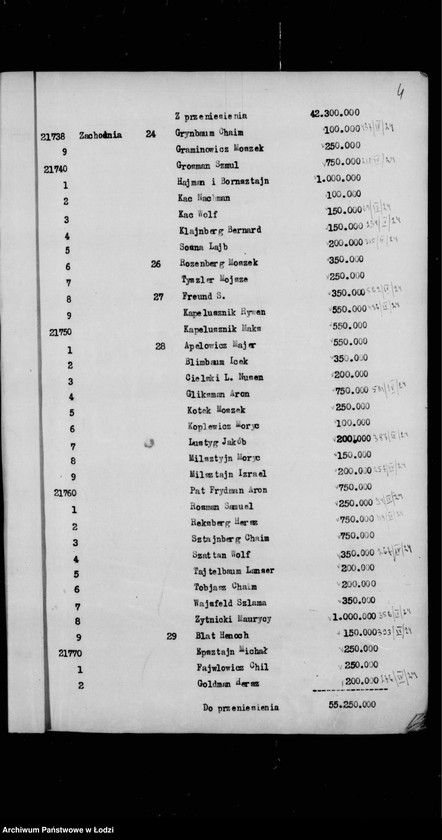 4
Z przeniesienia 42.300.000
21738 Zachodnia 24 Grynbaum Chaim 100.000
9 Graminowicz Moszek 250.000
21740 Grosman Szmul 750.000
1 Hajman i Bornsztajn 1.000.000
2 Kac Nachman 100.000
3 Kac Wolf 150.000
4 Klajnberg Bernard 150.000
5 Sosna Lajb 200.000
6 26 Rozenberg Moszek 350.000
7 Tyszler Mojsze 250.000
8 27 Freund S. 350.000
9 Kapelusznik Rywen 550.000
21750 Kapelusznik Maks 550.000
1 28 Apelowicz Majer 550.000
2 Blimbaum Icek 350.000
3 Cielski L. Nusen 200.000
4 Gliksman Aron 750.000
5 Kotek Moszek 250.000
6 Koplewicz Moryc 100.000
7 Lustyg Jakób 200.000
8 Milsztyjn Moryc 150.000
9 Milsztajn Izrael 200.000
21760 Pat Frydman Aron 750.000
1 Rosman Samuel 250.000
2 Reksberg Hersz 750.000
3 Sztajnberg Chaim 750.000
4 Szattan Wolf 350.000
5 Tajtelbaum 200.000
6 Tobjasz Chaim 200.000
7 Wajsfeld Szlama 350.000
8 Żytnicki Maurycy 1.000.000
9 29 Blat Henoch 150.000
21770 Epsztajn Michał 250.000
1 Fajwlowicz Chil 250.000
2 Goldman Hersz 200.000
Do przeniesienia 55.250.000
Archiwum Państwowe w Łodzi